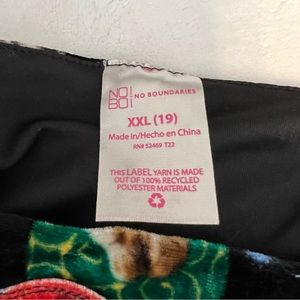 NO!
BO! NO BOUNDARIES
XXL (19)
Made in/Hecho en China
RN# 52469 T22
THIS LABEL YARN IS MADE
OUT OF 100% RECYCLED
POLYESTER MATERIALS